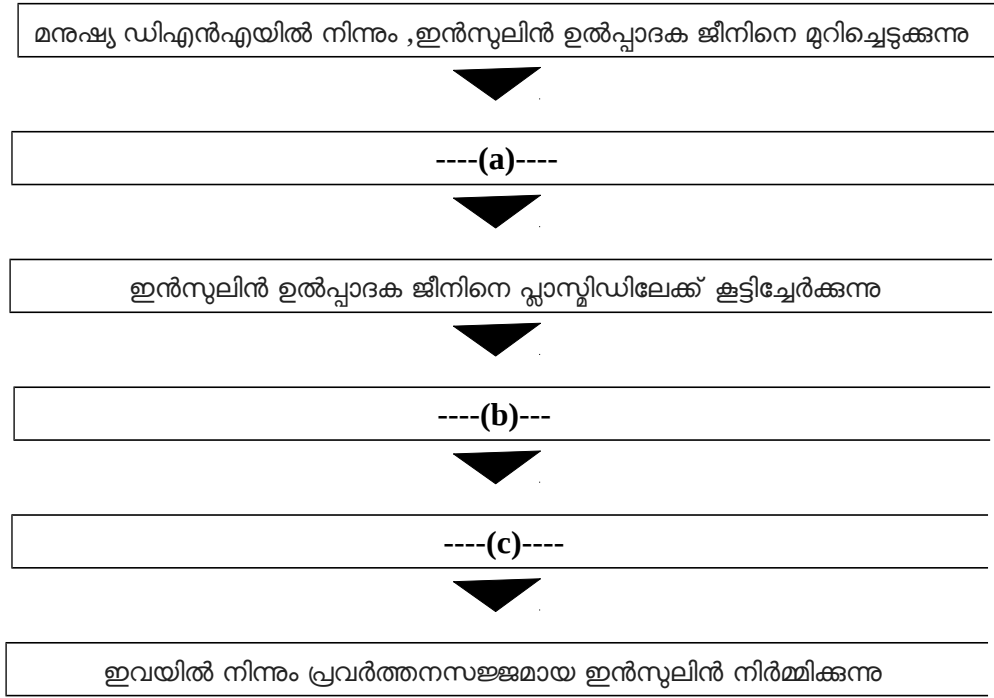 മനുഷ്യ ഡിഎൻഎയിൽ നിന്നും ,ഇൻസുലിൻ ഉൽപ്പാദക ജീനിനെ മുറിച്ചെടുക്കുന്നു
----(a)----
ഇൻസുലിൻ ഉൽപ്പാദക ജീനിനെ പ്ലാസ്മിഡിലേക്ക് കൂട്ടിച്ചേർക്കുന്നു
----(b)---
----(c)----
ഇവയിൽ നിന്നും പ്രവർത്തനസജ്ജമായ ഇൻസുലിൻ നിർമ്മിക്കുന്നു